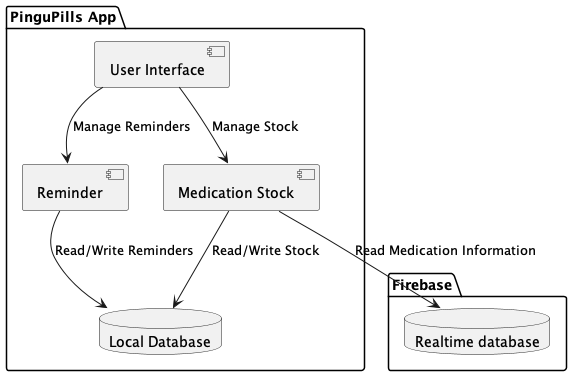 PinguPills App
User Interface
Manage Reminders
Manage Stock
Reminder
Medication Stock
Read/Write Reminders
Read/Write Stock
Read Medication Information
Firebase
Local Database
Realtime database